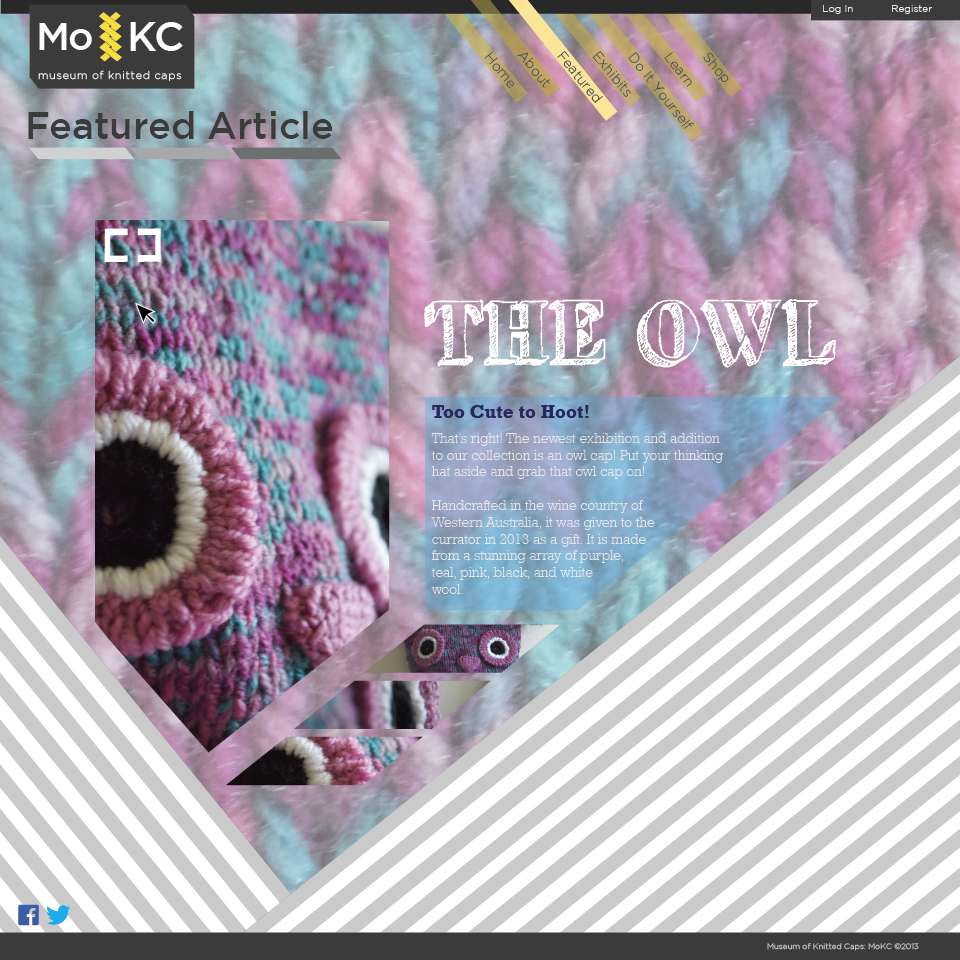 Log In Register
Mo KC
museum of knitted caps
Home
About
Featured
Exhibits
Do It Yourself
Learn
Shop
Featured Article
THE OWL
Too Cute to Hoot!
That's right! The newest exhibition and addition
to our collection is an owl cap! Put your thinking
hat aside and grab that owl cap on!
Handcrafted in the wine country of
Western Australia, it was given to the
currator in 2013 as a gift. It is made
from a stunning array of purple,
teal, pink, black, and white
wool.
Museum of Knitted Caps: MoKC ©2013